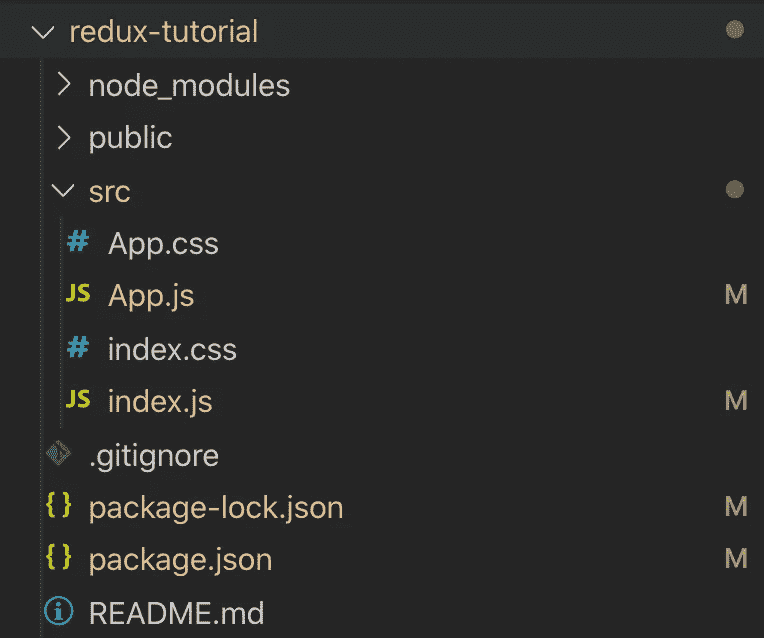 redux-tutorial
node_modules
public
src
# App.css
JS App.js M
# index.css
JS index.js M
.gitignore
{} package-lock.json M
{} package.json M
README.md